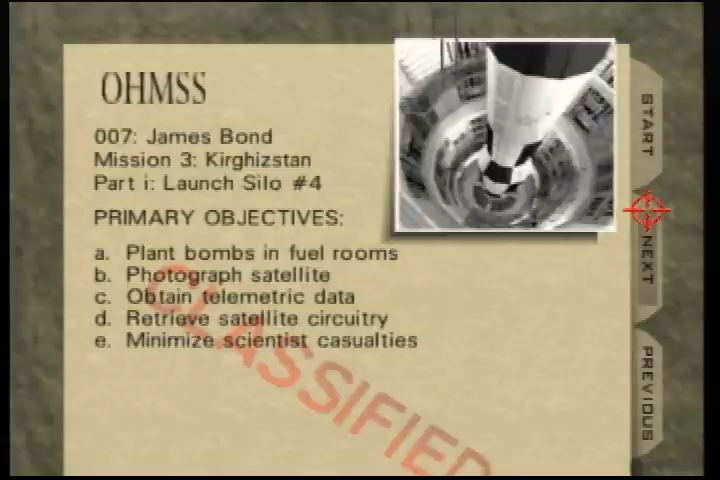 OHMSS
007: James Bond
Mission 3: Kirghizstan
Part i: Launch Silo #4
PRIMARY OBJECTIVES:
a. Plant bombs in fuel rooms
b. Photograph satellite
c. Obtain telemetric data
d. Retrieve satellite circuitry
e. Minimize scientist casualties
CLASSIFIED
START
NEXT
PREVIOUS